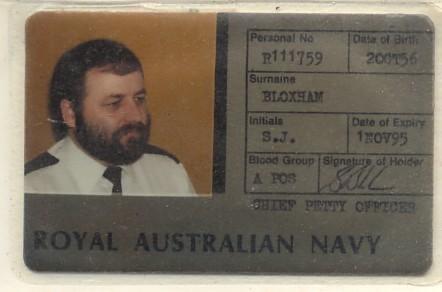 Personal No Date of Birth
R111759 20OT56
Surname
BLOXHAM
Initials Date of Expiry
S.J. 1NOV95
Blood Group Signature of Holder
A POS
CHIEF PETTY OFFICER
ROYAL AUSTRALIAN NAVY